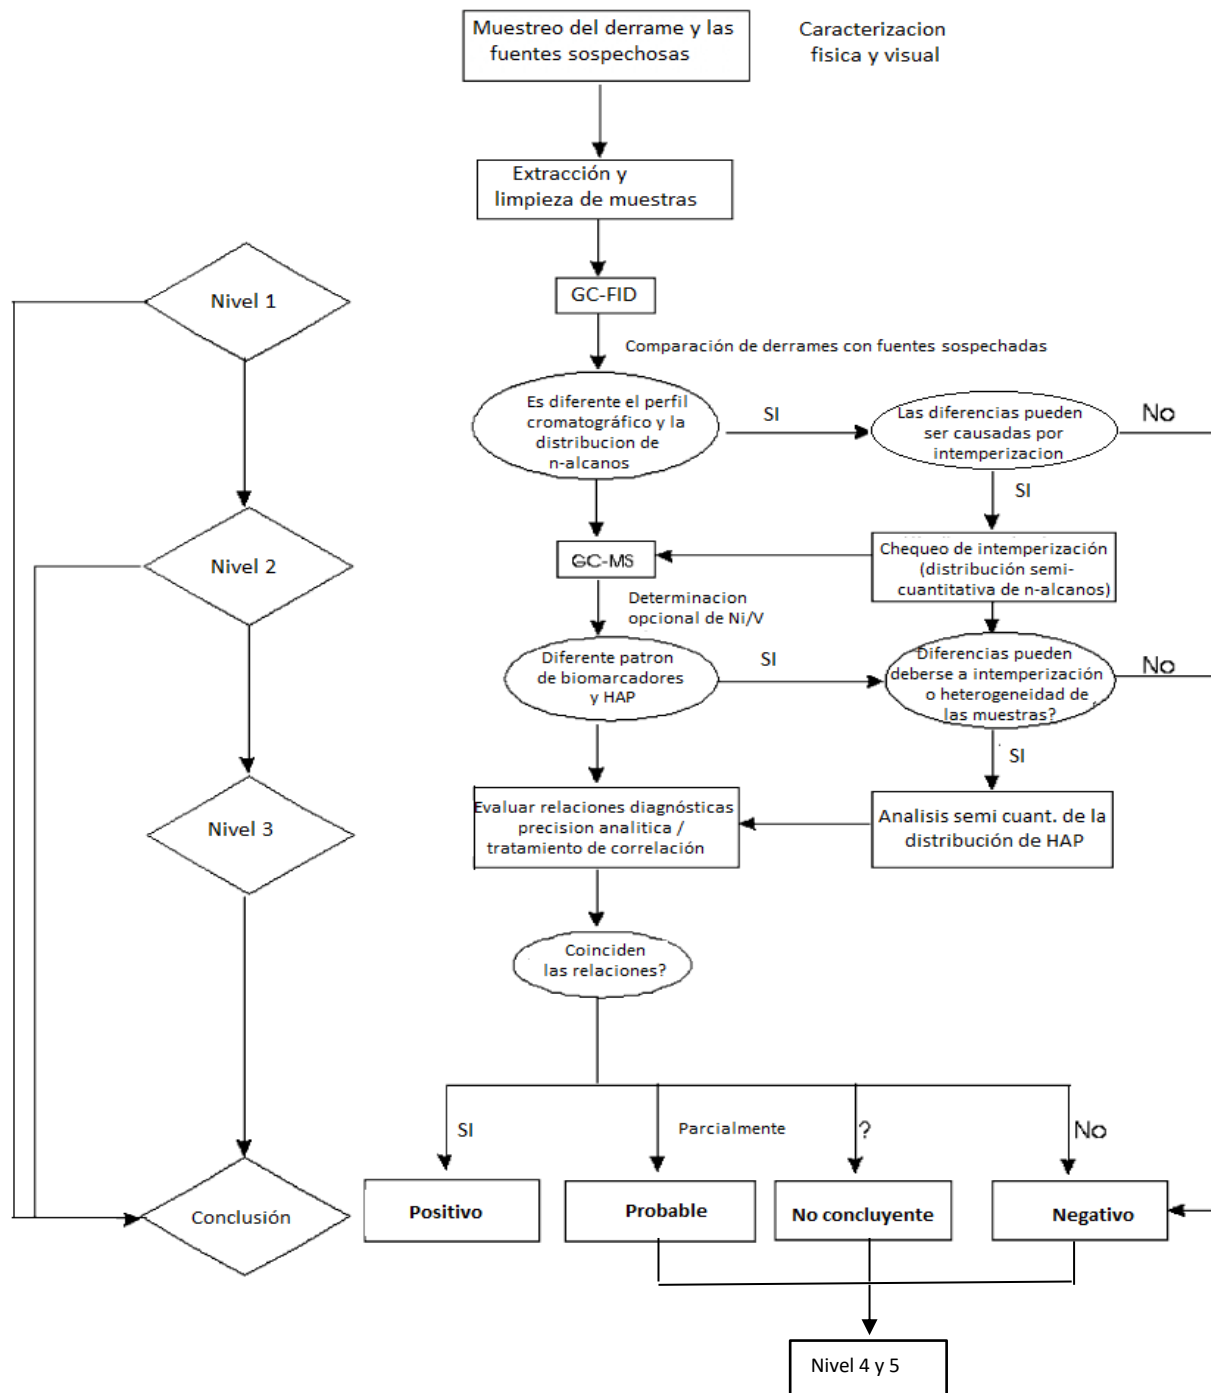 Muestreo del derrame y las
fuentes sospechosas
Caracterizacion
fisica y visual
Extracción y
limpieza de muestras
Nivel 1
GC-FID
Comparación de derrames con fuentes sospechadas
Es diferente el perfil
cromatográfico y la
distribucion de
n-alcanos
SI
Las diferencias pueden
ser causadas por
intemperizacion
No
SI
Nivel 2
GC-MS
Chequeo de intemperización
(distribución semi-
cuantitativa de n-alcanos)
Determinacion
opcional de Ni/V
Diferente patron
de biomarcadores
y HAP
SI
Diferencias pueden
deberse a intemperización
o heterogeneidad de
las muestras?
No
SI
Nivel 3
Evaluar relaciones diagnósticas
precision analitica /
tratamiento de correlación
Analisis semi cuant. de la
distribución de HAP
Coinciden
las relaciones?
SI
Parcialmente
?
No
Conclusión
Positivo
Probable
No concluyente
Negativo
Nivel 4 y 5